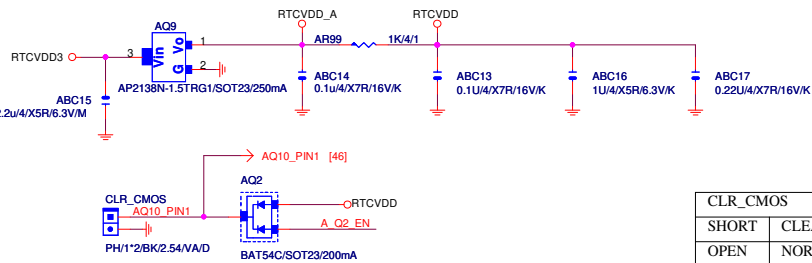 RTCVDD_A
RTCVDD
AQ9
AR99
1K/4/1
RTCVDD3
3
Vin
Vo
G
1
2
ABC15
2.2u/4/X5R/6.3V/M
AP2138N-1.5TRG1/SOT23/250mA
ABC14
0.1u/4/X7R/16V/K
ABC13
0.1U/4/X7R/16V/K
ABC16
1U/4/X5R/6.3V/K
ABC17
0.22U/4/X7R/16V/K
AQ10_PIN1 [46]
CLR_CMOS
AQ10_PIN1
PH/1*2/BK/2.54/VA/D
AQ2
RTCVDD
A_Q2_EN
BAT54C/SOT23/200mA
CLR_CMOS
SHORT CLE
OPEN NOR